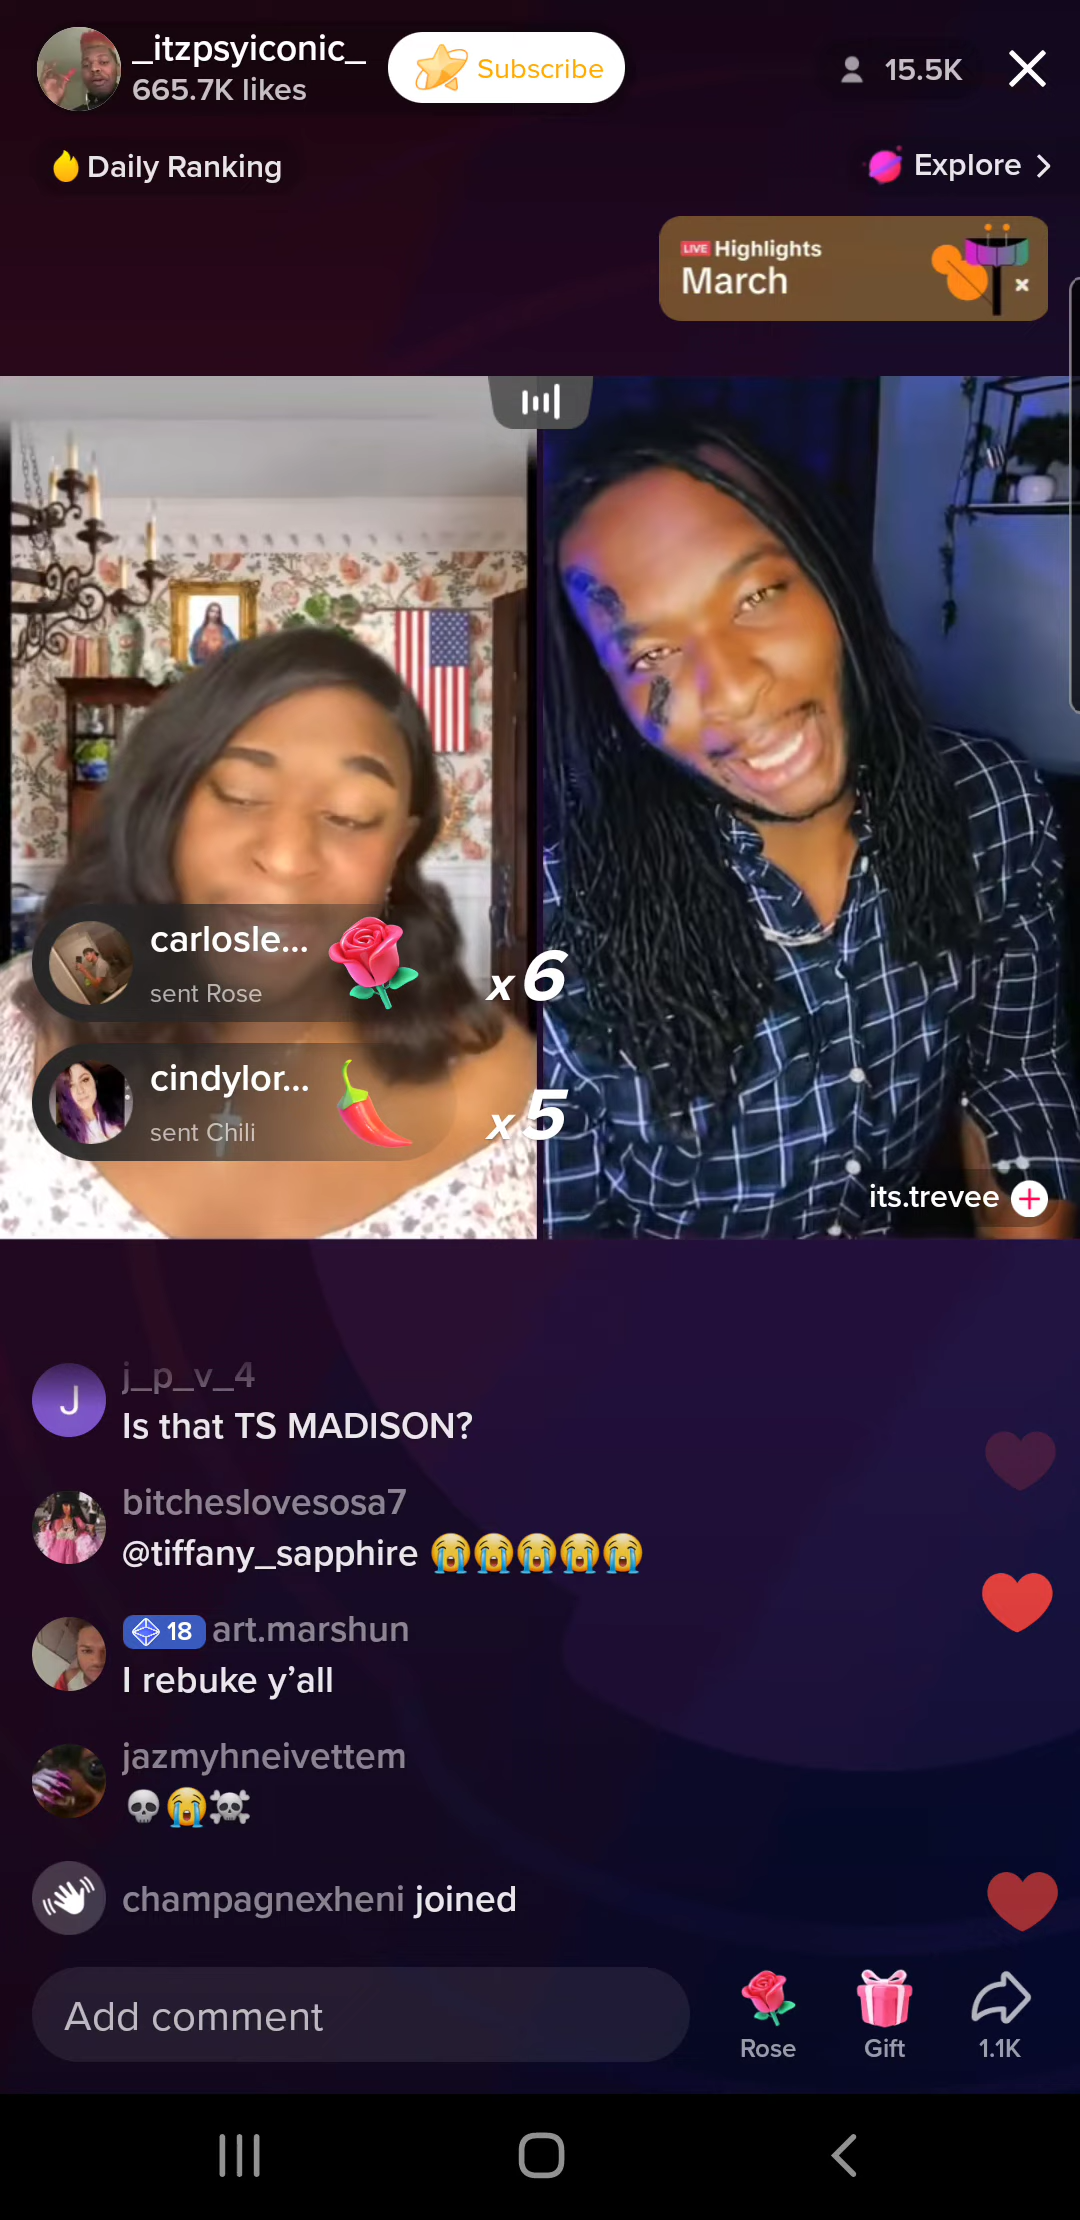 _itzpsyiconic_
665.7K likes
Subscribe
15.5K
Daily Ranking
Explore
LIVE Highlights
March
carlosle...
sent Rose
x6
cindylor...
sent Chili
x5
its.trevee
j_p_v_4
J
Is that TS MADISON?
bitcheslovesosa7
@tiffany_sapphire 😭😭😭😭😭
18 art.marshun
I rebuke y’all
jazmyhneivettem
💀😭☠️
champagnexheni joined
Add comment
Rose
Gift
1.1K